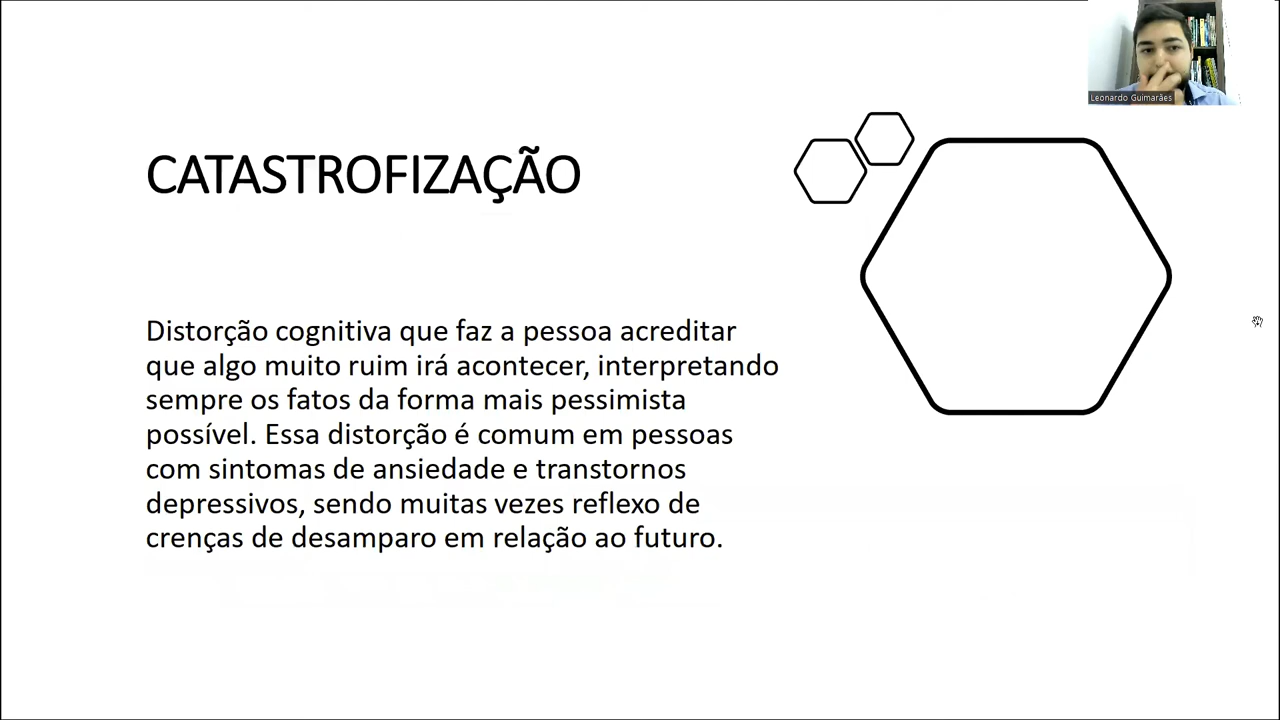 Leonardo Guimarães
CATASTROFIZAÇÃO
Distorção cognitiva que faz a pessoa acreditar
que algo muito ruim irá acontecer, interpretando
sempre os fatos da forma mais pessimista
possível. Essa distorção é comum em pessoas
com sintomas de ansiedade e transtornos
depressivos, sendo muitas vezes reflexo de
crenças de desamparo em relação ao futuro.